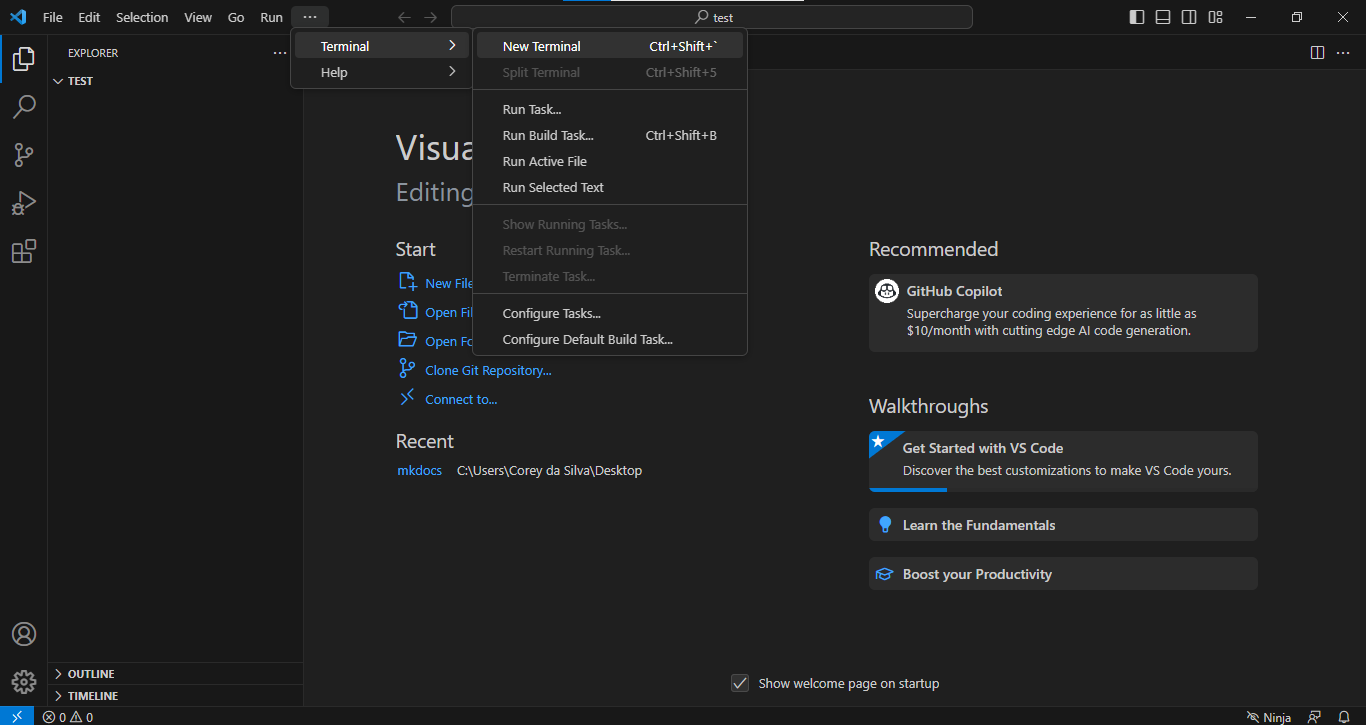 File Edit Selection View Go Run ···
test
EXPLORER
TEST
Terminal
Help
New Terminal Ctrl+Shift+`
Split Terminal Ctrl+Shift+5
Run Task...
Run Build Task... Ctrl+Shift+B
Run Active File
Run Selected Text
Show Running Tasks...
Restart Running Task...
Terminate Task...
Configure Tasks...
Configure Default Build Task...
Visua
Editing
Start
New File
Open Fi
Open Fo
Clone Git Repository...
Connect to...
Recent
mkdocs C:\Users\Corey da Silva\Desktop
Recommended
GitHub Copilot
Supercharge your coding experience for as little as
$10/month with cutting edge AI code generation.
Walkthroughs
Get Started with VS Code
Discover the best customizations to make VS Code yours.
Learn the Fundamentals
Boost your Productivity
Show welcome page on startup
OUTLINE
TIMELINE
0 0
Ninja